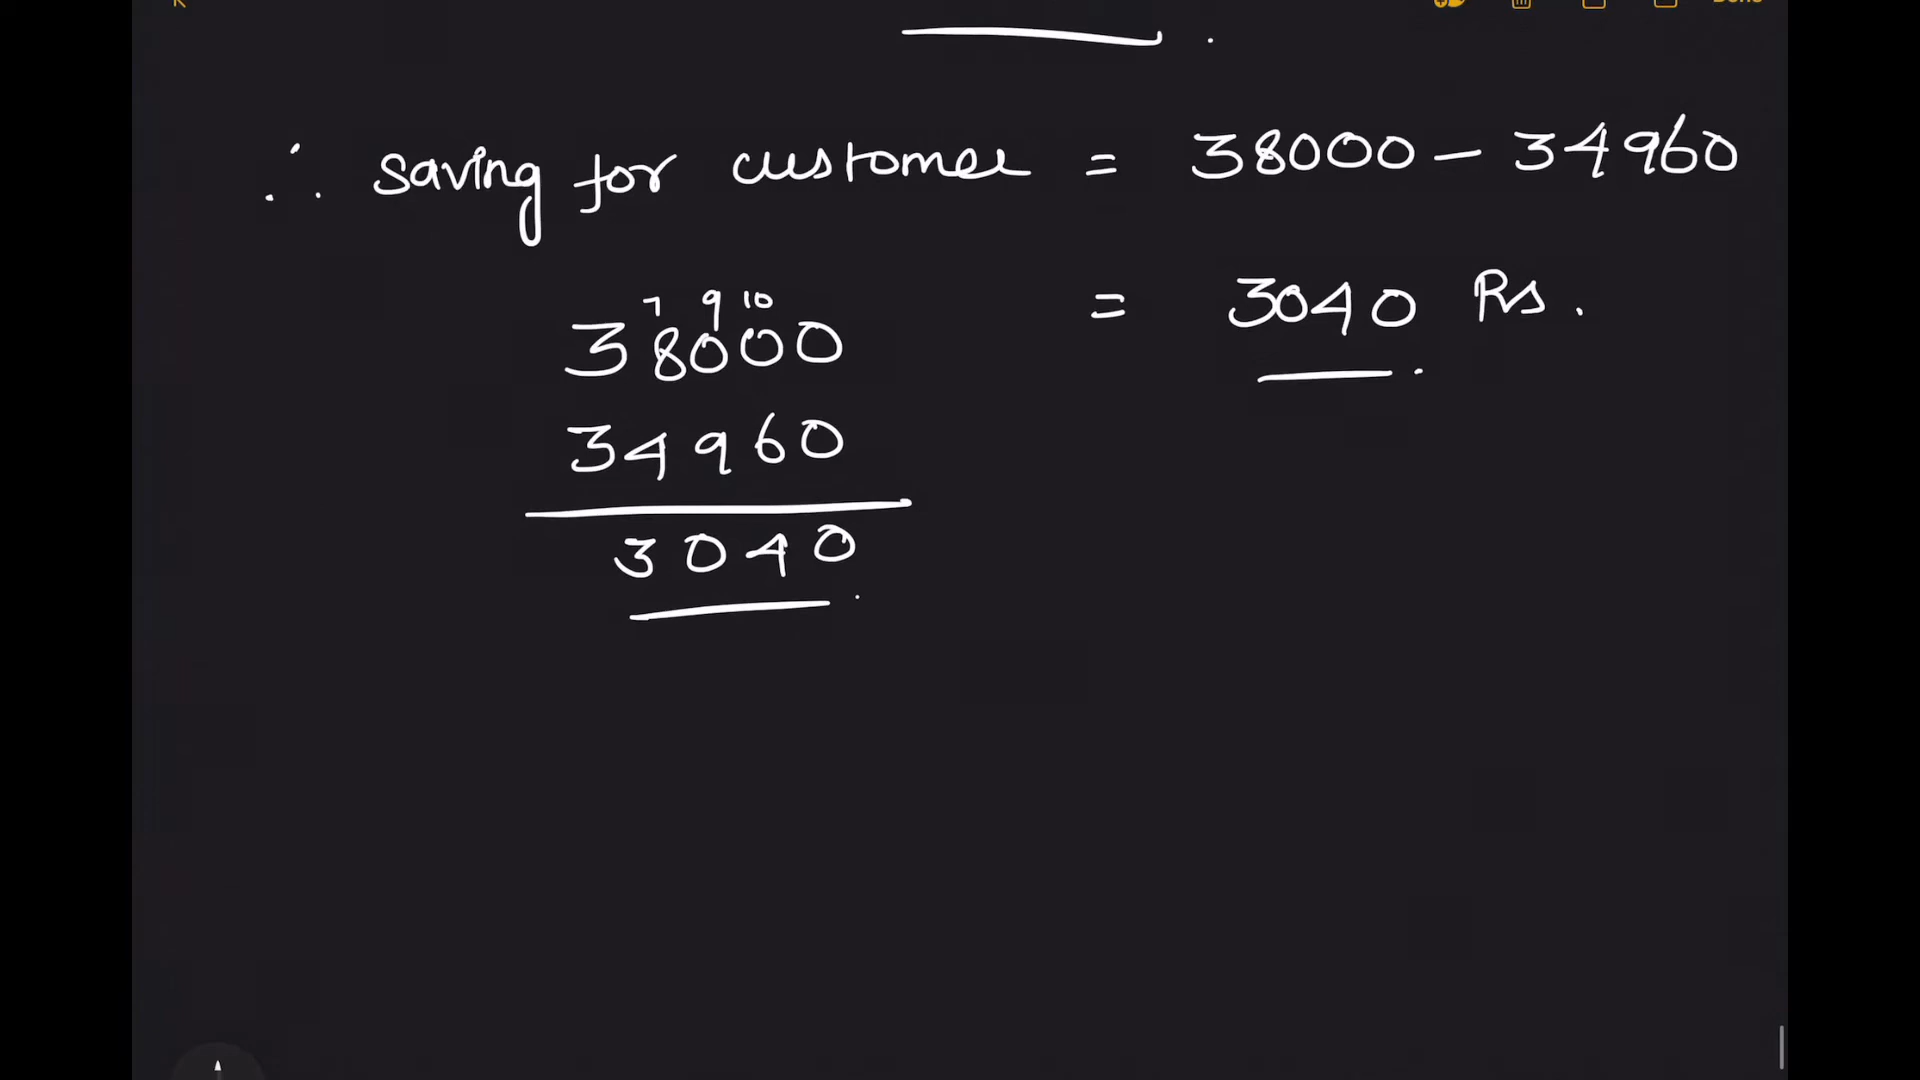 ∴ saving for customer = 38000 - 34960
= 3040 Rs.
7 9 10
38000
34960
3040